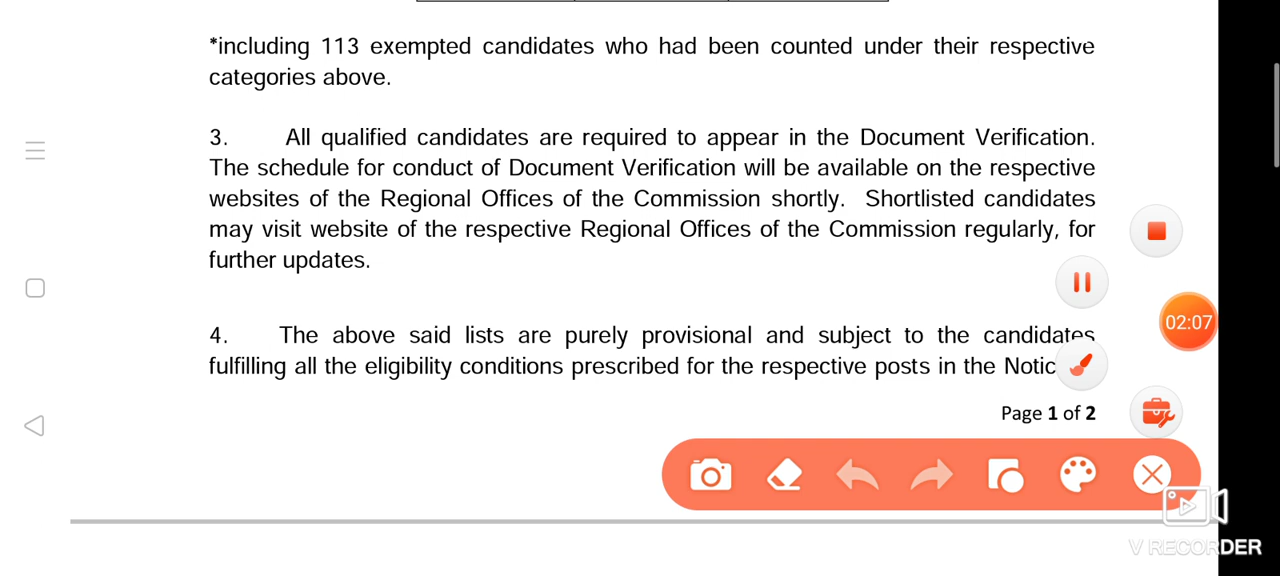 *including 113 exempted candidates who had been counted under their respective
categories above.
3. All qualified candidates are required to appear in the Document Verification.
The schedule for conduct of Document Verification will be available on the respective
websites of the Regional Offices of the Commission shortly. Shortlisted candidates
may visit website of the respective Regional Offices of the Commission regularly, for
further updates.
02:07
4. The above said lists are purely provisional and subject to the candidates
fulfilling all the eligibility conditions prescribed for the respective posts in the Notic
Page 1 of 2
V RECORDER